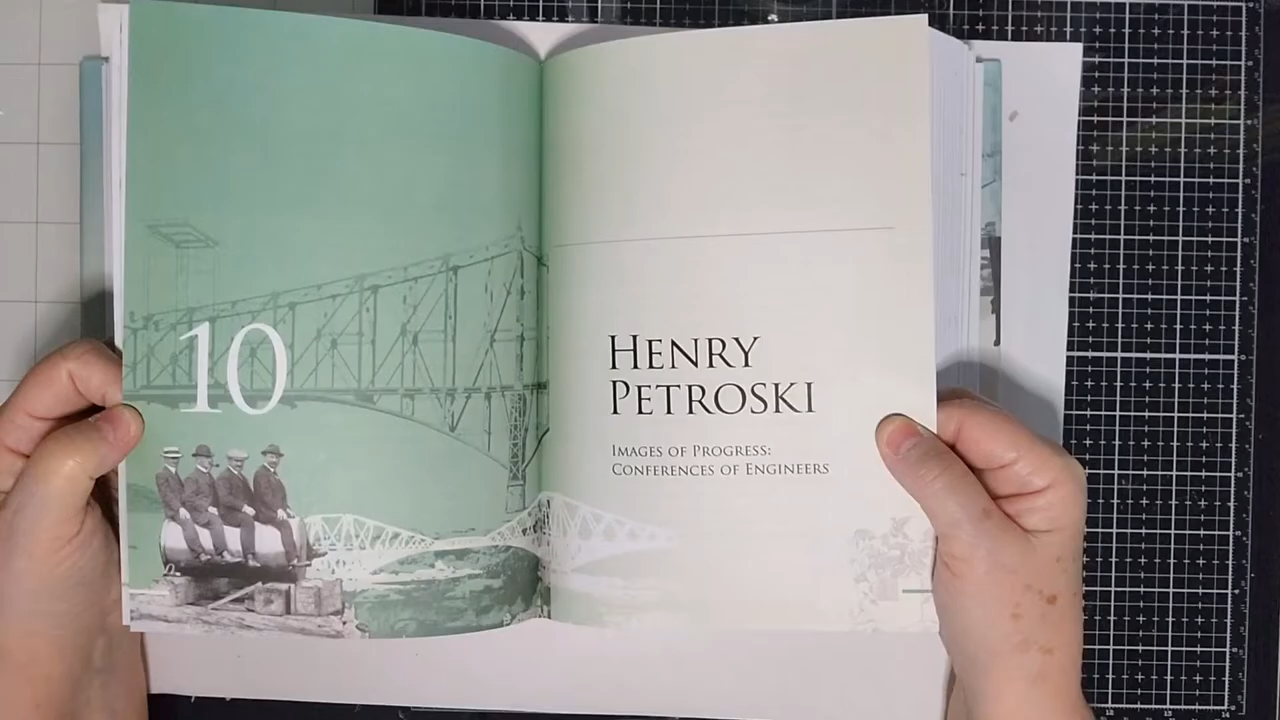 10
HENRY
PETROSKI
IMAGES OF PROGRESS:
CONFERENCES OF ENGINEERS